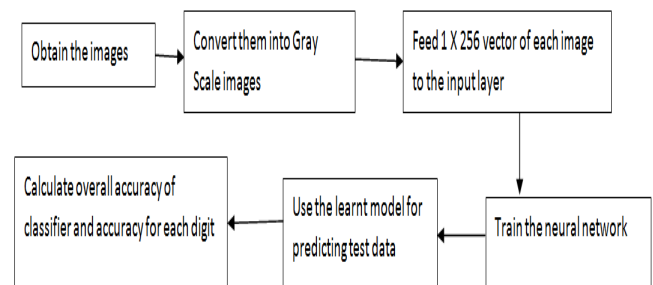 Obtain the images
Convert them into Gray
Scale images
Feed 1 X 256 vector of each image
to the input layer
Train the neural network
Use the learnt model for
predicting test data
Calculate overall accuracy of
classifier and accuracy for each digit